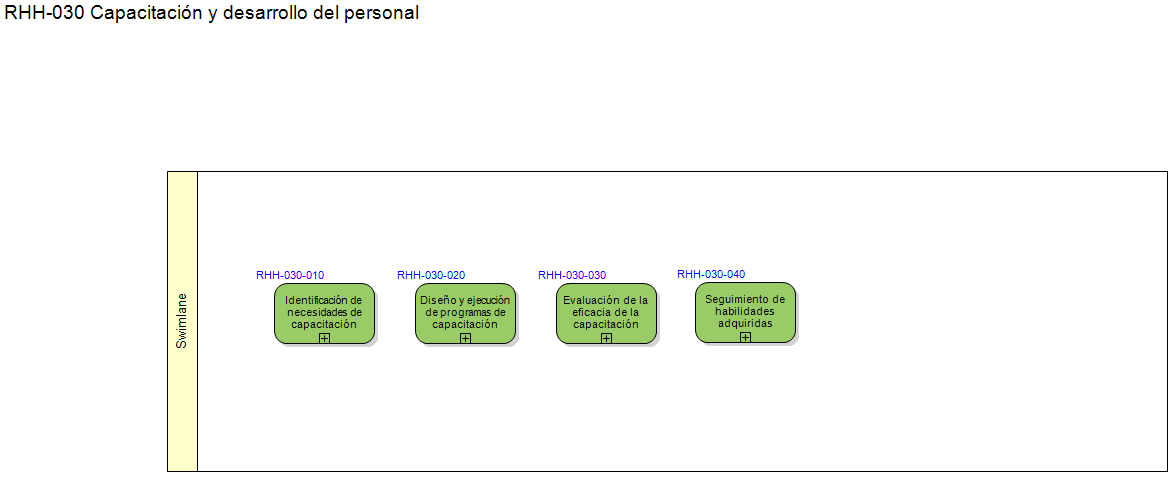 RHH-030 Capacitación y desarrollo del personal
Swimlane
RHH-030-010
Identificación de
necesidades de
capacitación
RHH-030-020
Diseño y ejecución
de programas de
capacitación
RHH-030-030
Evaluación de la
eficacia de la
capacitación
RHH-030-040
Seguimiento de
habilidades
adquiridas